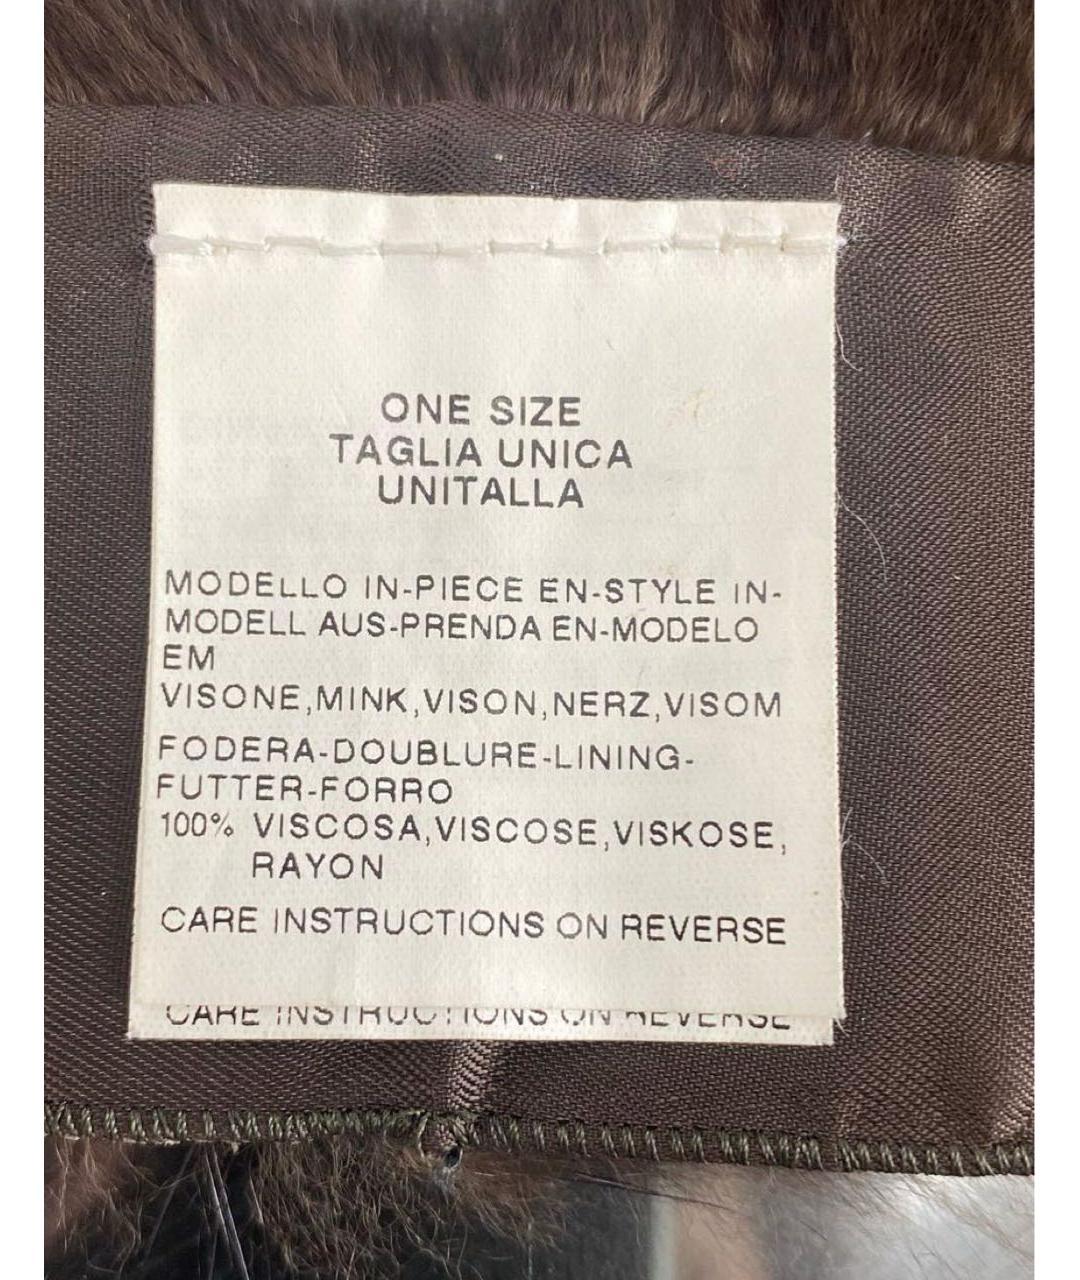 ONE SIZE
TAGLIA UNICA
UNITALLA
MODELLO IN-PIECE EN-STYLE IN-
MODELL AUS-PRENDA EN-MODELO
EM
VISONE,MINK,VISON,NERZ,VISOM
FODERA-DOUBLURE-LINING-
FUTTER-FORRO
100% VISCOSA,VISCOSE,VISKOSE,
RAYON
CARE INSTRUCTIONS ON REVERSE
CARE INSTRUCTIONS ON REVERSE